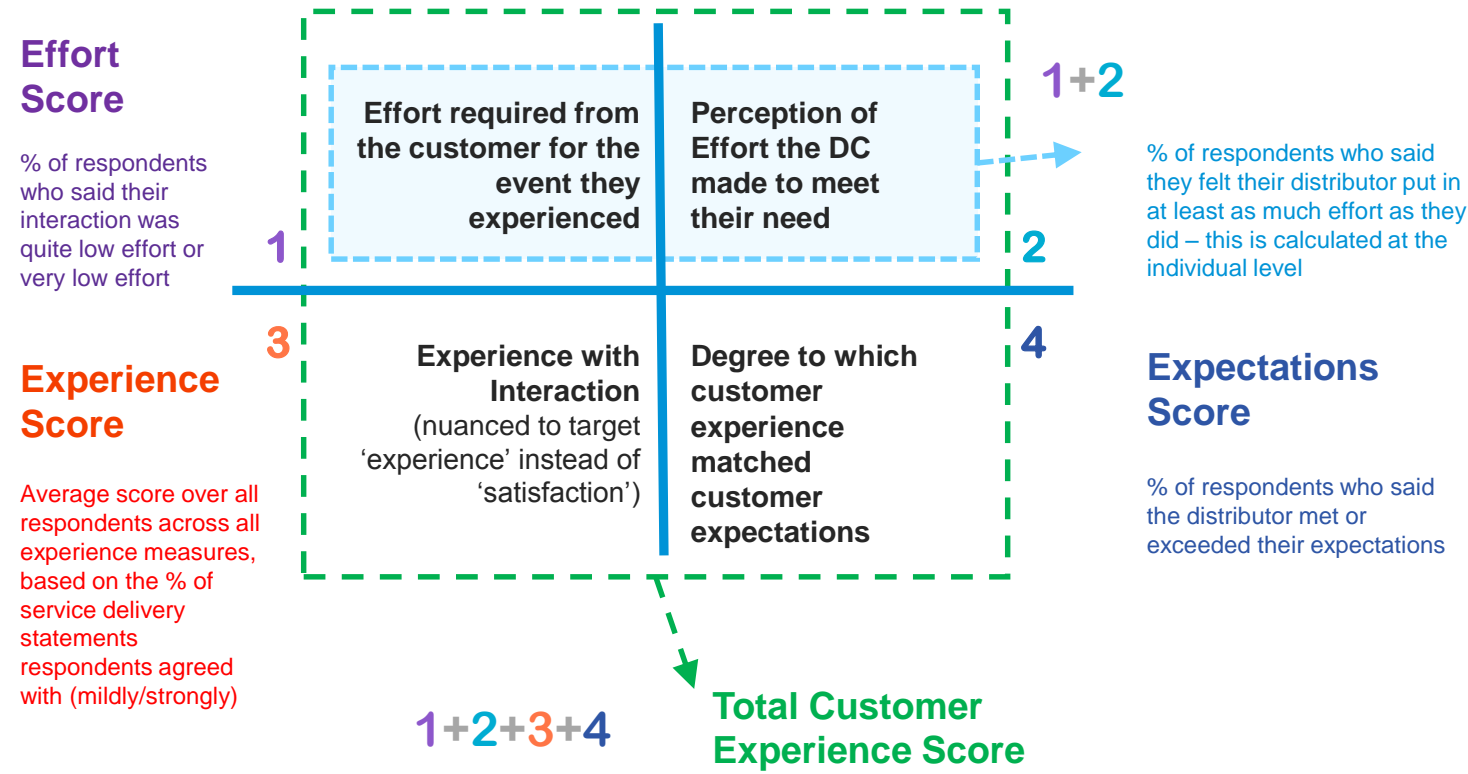 Effort
Score
% of respondents
who said their
interaction was
quite low effort or
very low effort
1
Effort required from
the customer for the
event they
experienced
Perception of
Effort the DC
made to meet
their need
2
1+2
% of respondents who said
they felt their distributor put in
at least as much effort as they
did – this is calculated at the
individual level
3
Experience
Score
Average score over all
respondents across all
experience measures,
based on the % of
service delivery
statements
respondents agreed
with (mildly/strongly)
Experience with
Interaction
(nuanced to target
‘experience’ instead of
‘satisfaction’)
Degree to which
customer
experience
matched
customer
expectations
4
Expectations
Score
% of respondents who said
the distributor met or
exceeded their expectations
1+2+3+4
Total Customer
Experience Score